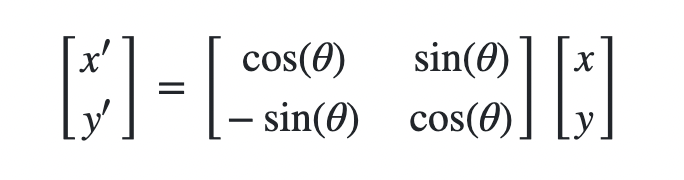 [x′ y′] = [cos(θ) sin(θ) − sin(θ) cos(θ)] [x y]